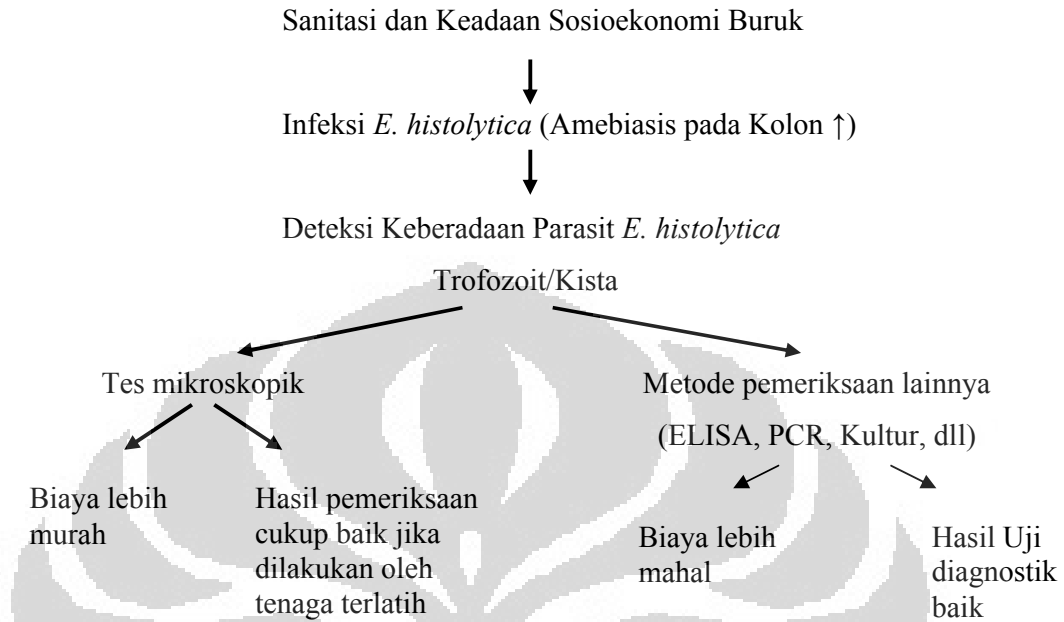 Sanitasi dan Keadaan Sosioekonomi Buruk
Infeksi E. histolytica (Amebiasis pada Kolon ↑)
Deteksi Keberadaan Parasit E. histolytica
Trofozoit/Kista
Tes mikroskopik
Metode pemeriksaan lainnya
(ELISA, PCR, Kultur, dll)
Biaya lebih
murah
Hasil pemeriksaan
cukup baik jika
dilakukan oleh
tenaga terlatih
Biaya lebih
mahal
Hasil Uji
diagnostik
baik